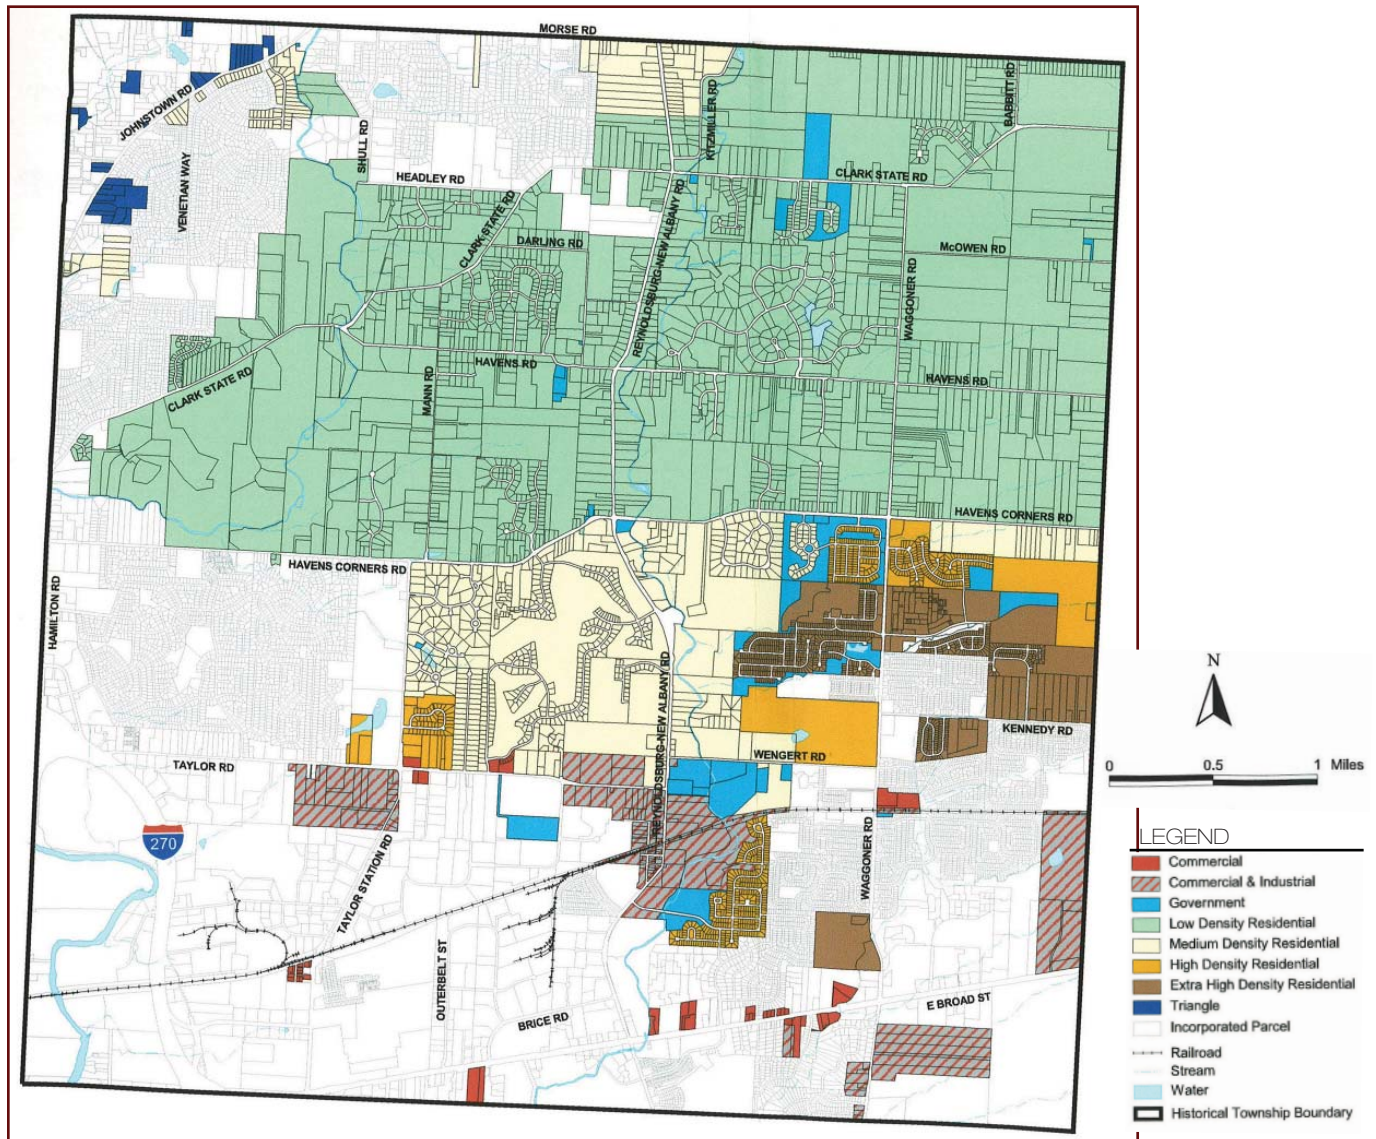 MORSE RD
JOHNSTOWN RD
VENETIAN WAY
SHULL RD
HEADLEY RD
CLARK STATE RD
DARLING RD
KITZMILLER RD
BABBITT RD
CLARK STATE RD
McOWEN RD
REYNOLDSBURG-NEW ALBANY RD
WAGGONER RD
CLARK STATE RD
MANN RD
HAVENS RD
HAVENS RD
HAVENS CORNERS RD
HAVENS CORNERS RD
HAMILTON RD
REYNOLDSBURG-NEW ALBANY RD
KENNEDY RD
WENGERT RD
TAYLOR RD
270
TAYLOR STATION RD
WAGGONER RD
OUTERBELT ST
BRICE RD
E BROAD ST
N
0 0.5 1 Miles
LEGEND
Commercial
Commercial & Industrial
Government
Low Density Residential
Medium Density Residential
High Density Residential
Extra High Density Residential
Triangle
Incorporated Parcel
Railroad
Stream
Water
Historical Township Boundary